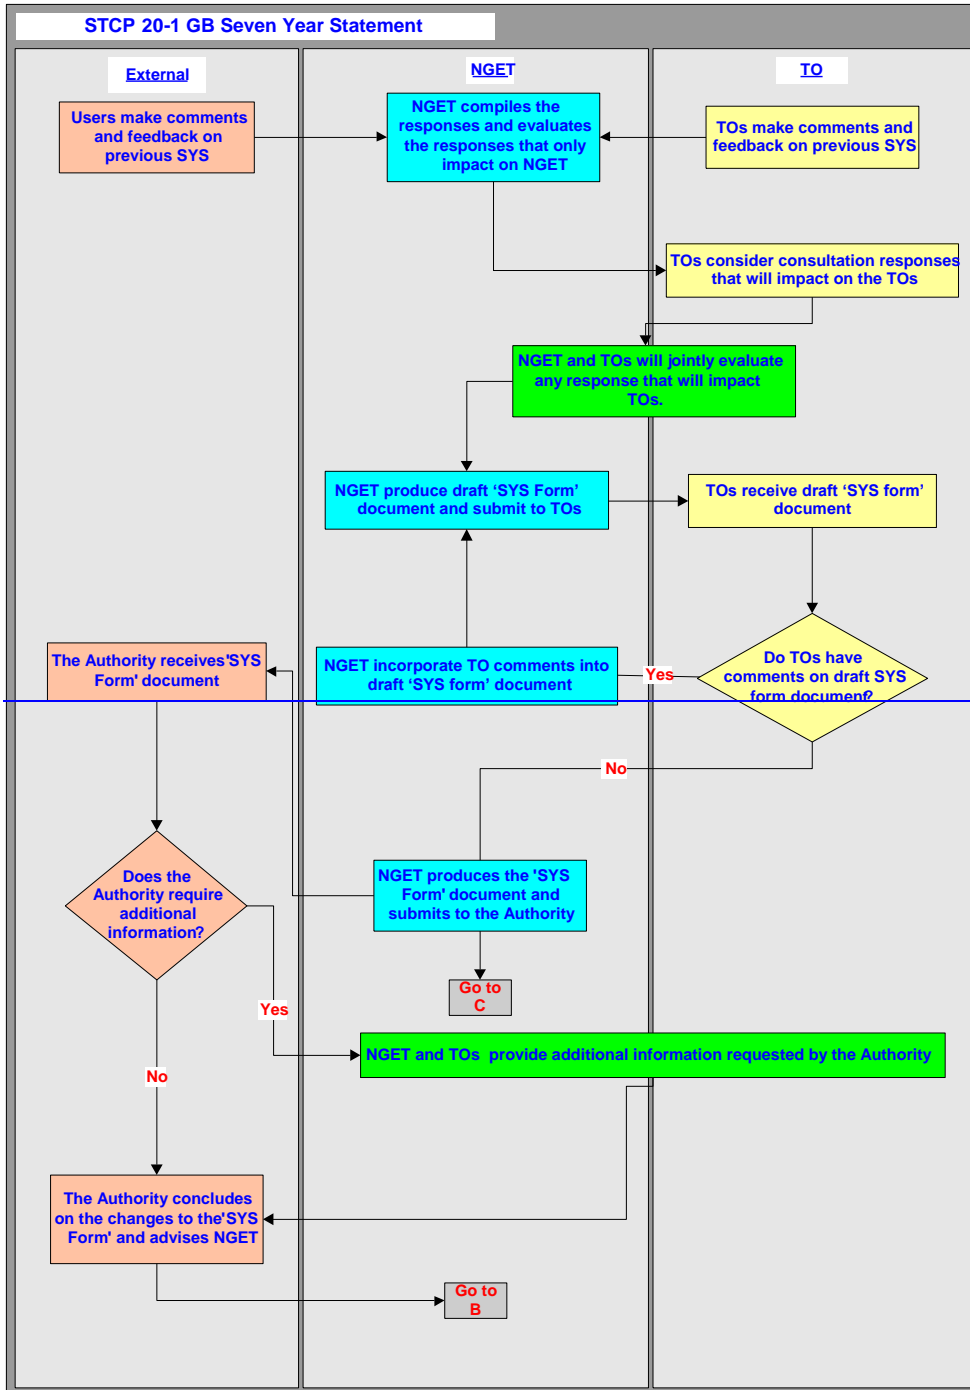 STCP 20-1 GB Seven Year Statement
External
NGET
TO
Users make comments
and feedback on
previous SYS
NGET compiles the
responses and evaluates
the responses that only
impact on NGET
TOs make comments and
feedback on previous SYS
TOs consider consultation responses
that will impact on the TOs
NGET and TOs will jointly evaluate
any response that will impact
TOs.
NGET produce draft ‘SYS Form’
document and submit to TOs
TOs receive draft ‘SYS form’
document
The Authority receives'SYS
Form' document
NGET incorporate TO comments into
draft ‘SYS form’ document
Yes
Do TOs have
comments on draft SYS
form document?
No
Does the
Authority require
additional
information?
NGET produces the 'SYS
Form' document and
submits to the Authority
Go to
C
Yes
NGET and TOs provide additional information requested by the Authority
No
The Authority concludes
on the changes to the'SYS
Form' and advises NGET
Go to
B